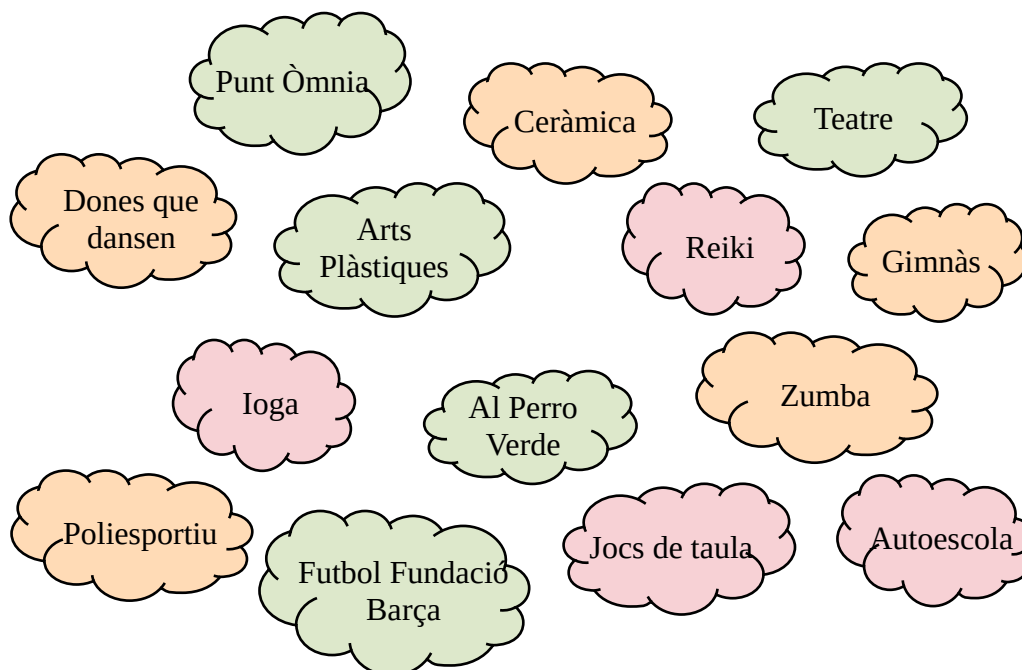 Punt Òmnia
Ceràmica
Teatre
Dones que
dansen
Arts
Plàstiques
Reiki
Gimnàs
Ioga
Al Perro
Verde
Zumba
Poliesportiu
Futbol Fundació
Barça
Jocs de taula
Autoescola